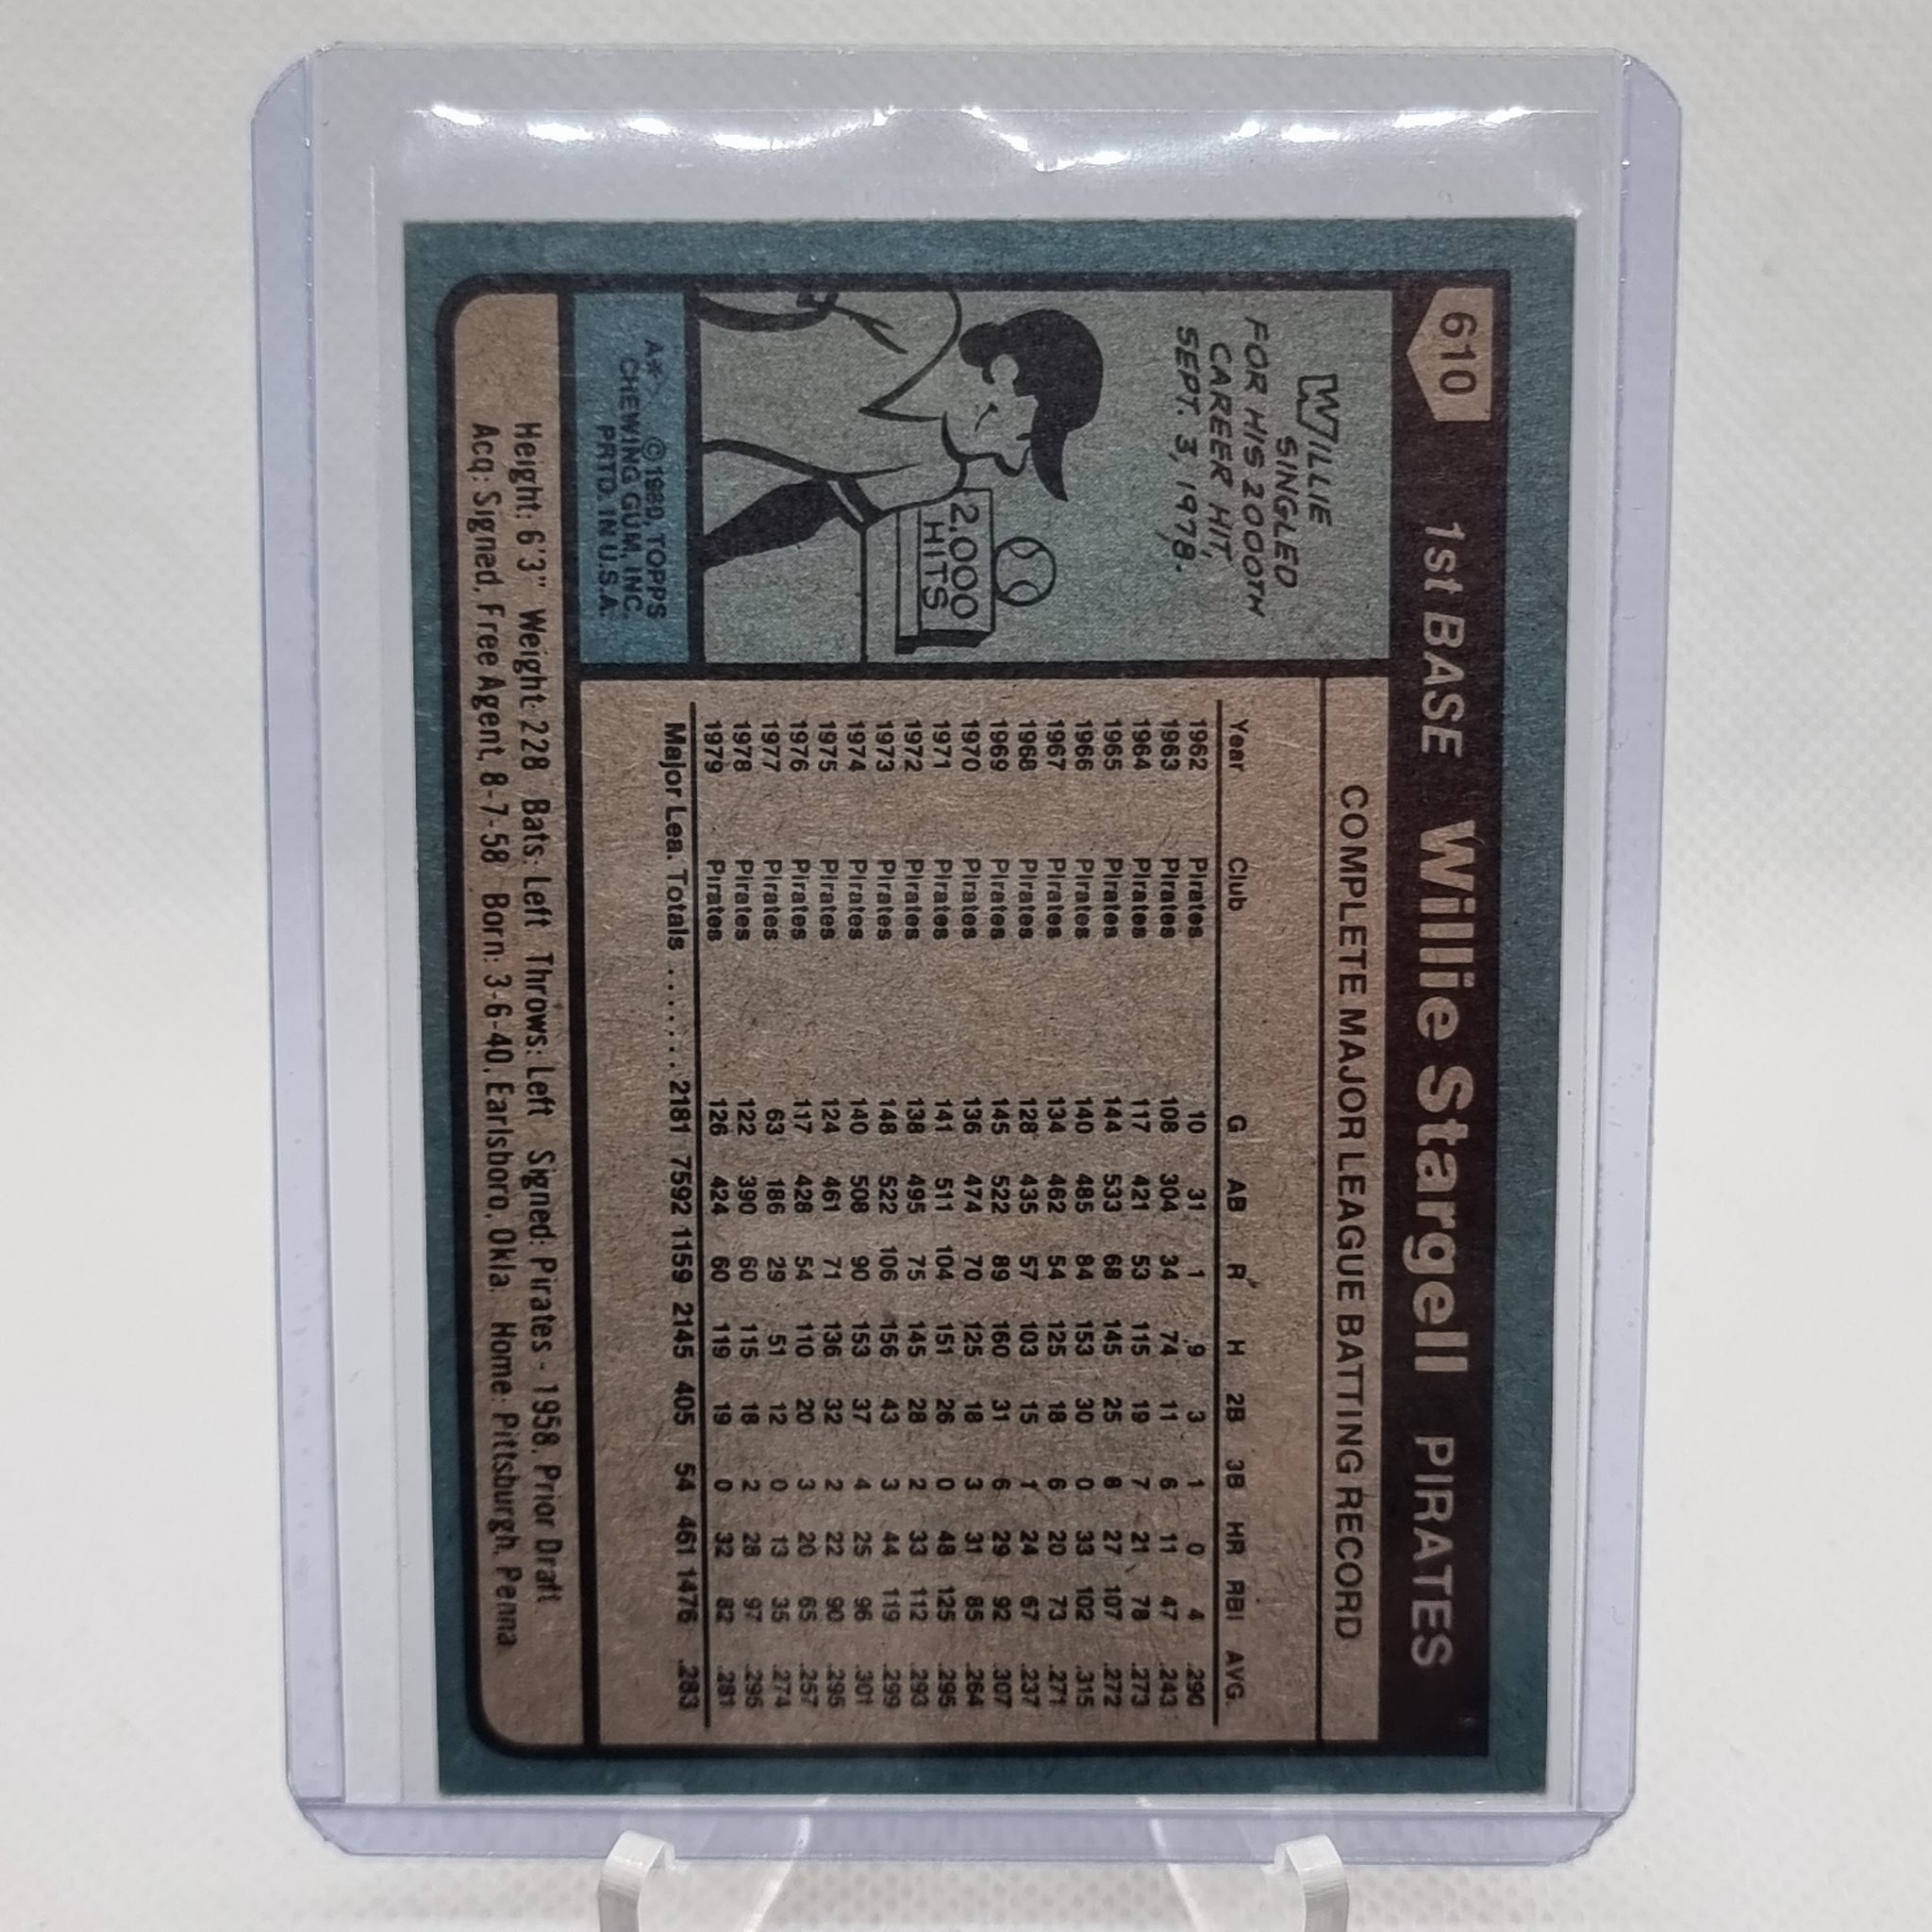 610 1st BASE Willie Stargell PIRATES
WILLIE
SINGLED
FOR HIS 2000TH
CAREER HIT,
SEPT. 3, 1978.
2,000
HITS
A* ©1980, TOPPS
CHEWING GUM, INC.
PRTD. IN U.S.A.
COMPLETE MAJOR LEAGUE BATTING RECORD
Year Club G AB R H 2B 3B HR RBI AVG.
1962 Pirates 10 31 1 9 3 1 0 4 .290
1963 Pirates 108 304 34 74 11 6 11 47 .243
1964 Pirates 117 421 53 115 19 7 21 78 .273
1965 Pirates 144 533 68 145 25 8 27 107 .272
1966 Pirates 140 485 84 153 30 0 33 102 .315
1967 Pirates 134 462 54 125 18 6 20 73 .271
1968 Pirates 128 435 57 103 15 1 24 67 .237
1969 Pirates 145 522 89 160 31 6 29 92 .307
1970 Pirates 136 474 70 125 18 3 31 85 .264
1971 Pirates 141 511 104 151 26 0 48 125 .295
1972 Pirates 138 495 75 145 28 2 33 112 .293
1973 Pirates 148 522 106 156 43 3 44 119 .299
1974 Pirates 140 508 90 153 37 4 25 96 .301
1975 Pirates 124 461 71 136 32 2 22 90 .295
1976 Pirates 117 428 54 110 20 3 20 65 .257
1977 Pirates 63 186 29 51 12 0 13 35 .274
1978 Pirates 122 390 60 115 18 2 28 97 .295
1979 Pirates 126 424 60 119 19 0 32 82 .281
Major Lea. Totals ........ 2181 7592 1159 2145 405 54 461 1476 .283
Height: 6'3" Weight: 228 Bats: Left Throws: Left Signed: Pirates - 1958, Prior Draft
Acq: Signed, Free Agent, 8-7-58 Born: 3-6-40, Earlsboro, Okla. Home: Pittsburgh, Penna